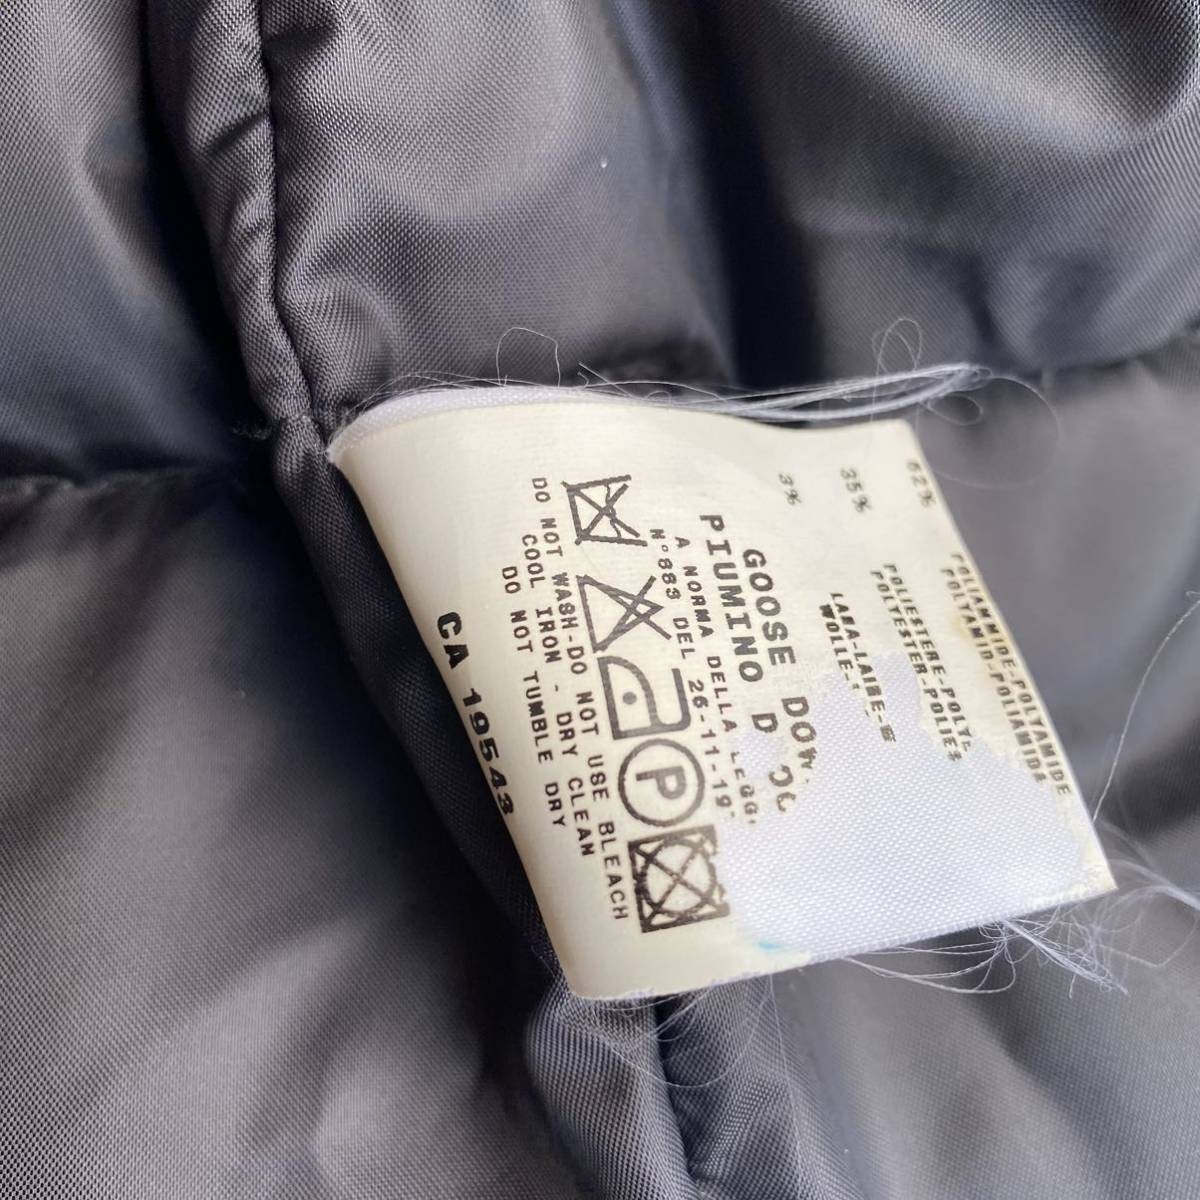 62% POLIAMMIDE-POLYAMIDE
POLYAMID-POLIAMIDA
35% POLIESTERE-POLY
POLYESTER-POLIES
3% LANA-LAINE-W
WOLLE-
GOOSE DOW
PIUMINO D OC
A NORMA DELLA LEGG
N°883 DEL 26-11-19
P
DO NOT WASH-DO NOT USE BLEACH
COOL IRON - DRY CLEAN
DO NOT TUMBLE DRY
CA 19543